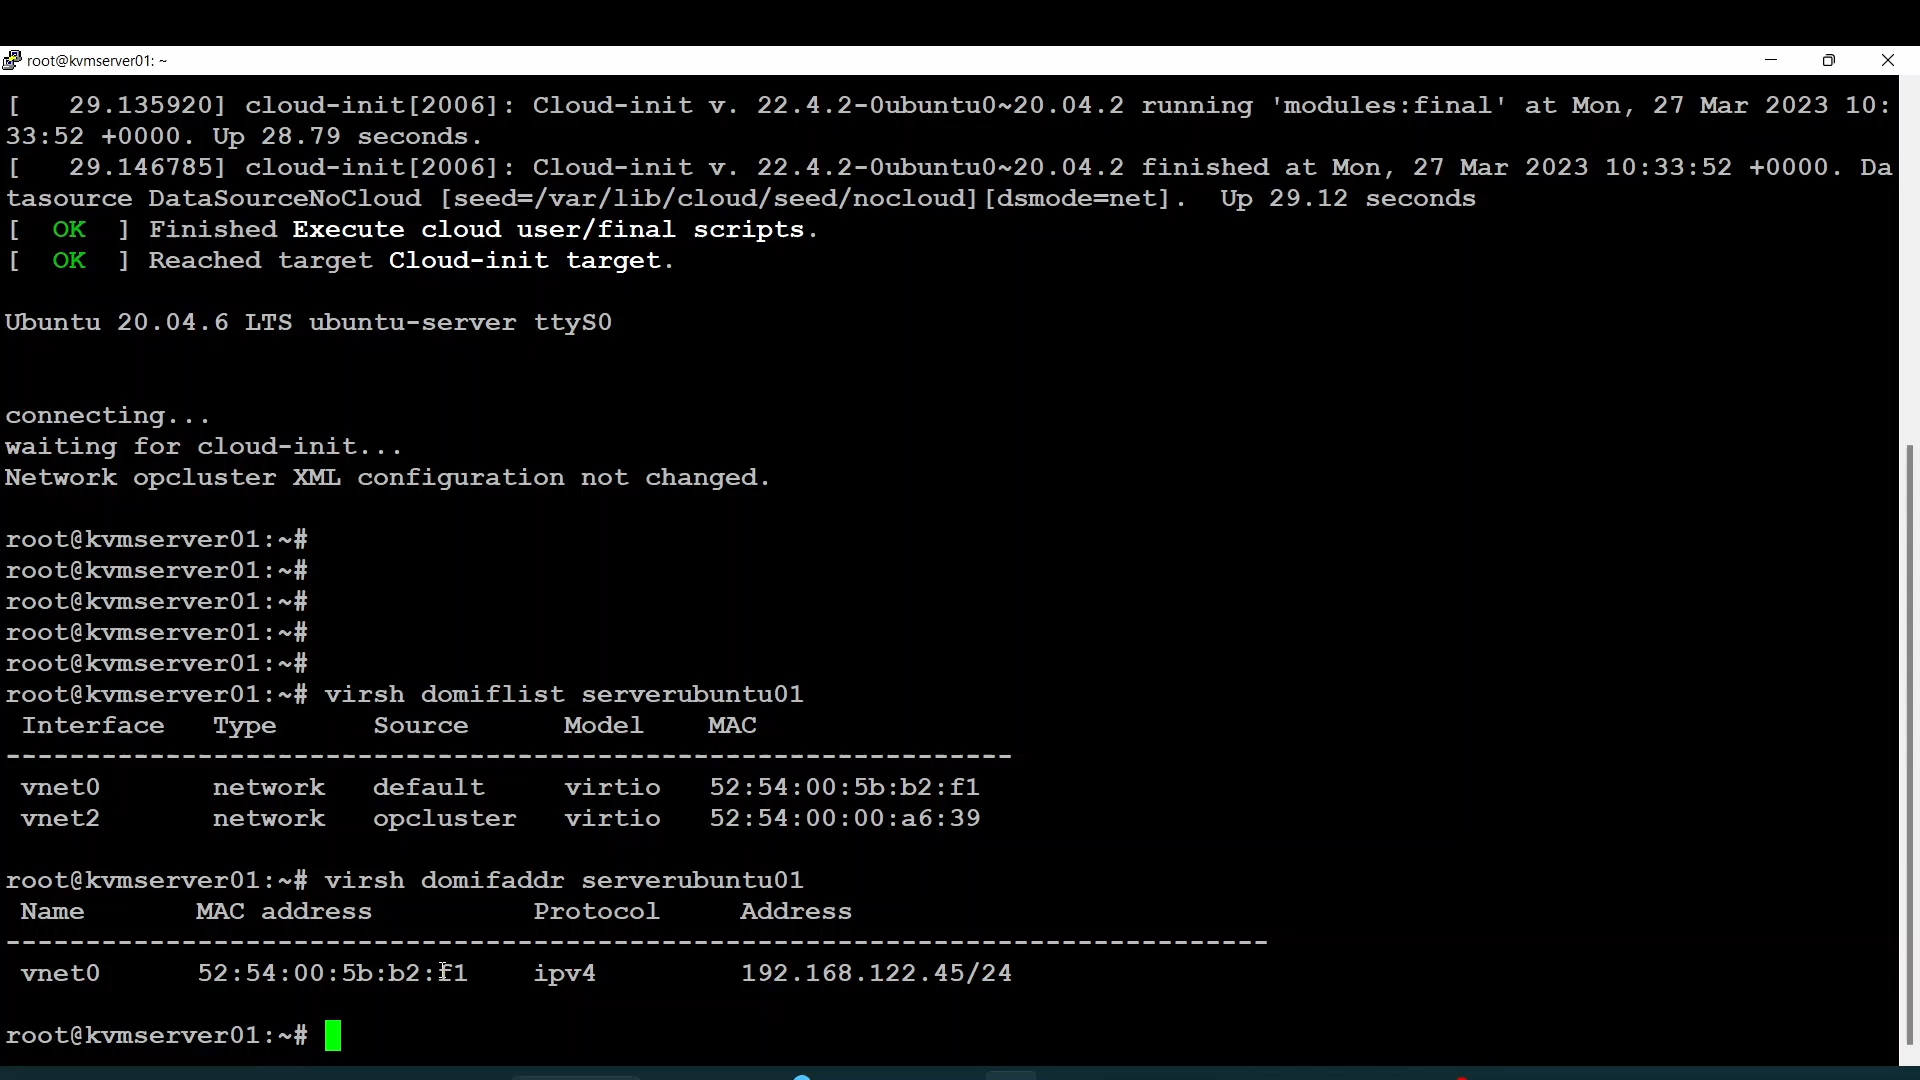 root@kvmserver01: ~
[   29.135920] cloud-init[2006]: Cloud-init v. 22.4.2-0ubuntu0~20.04.2 running 'modules:final' at Mon, 27 Mar 2023 10:
33:52 +0000. Up 28.79 seconds.
[   29.146785] cloud-init[2006]: Cloud-init v. 22.4.2-0ubuntu0~20.04.2 finished at Mon, 27 Mar 2023 10:33:52 +0000. Da
tasource DataSourceNoCloud [seed=/var/lib/cloud/seed/nocloud][dsmode=net].  Up 29.12 seconds
[  OK  ] Finished Execute cloud user/final scripts.
[  OK  ] Reached target Cloud-init target.
Ubuntu 20.04.6 LTS ubuntu-server ttyS0
connecting...
waiting for cloud-init...
Network opcluster XML configuration not changed.
root@kvmserver01:~#
root@kvmserver01:~#
root@kvmserver01:~#
root@kvmserver01:~#
root@kvmserver01:~#
root@kvmserver01:~# virsh domiflist serverubuntu01
 Interface   Type      Source      Model    MAC
---------------------------------------------------------------
 vnet0       network   default     virtio   52:54:00:5b:b2:f1
 vnet2       network   opcluster   virtio   52:54:00:00:a6:39
root@kvmserver01:~# virsh domifaddr serverubuntu01
 Name       MAC address          Protocol     Address
-------------------------------------------------------------------------------
 vnet0      52:54:00:5b:b2:f1    ipv4         192.168.122.45/24
root@kvmserver01:~#